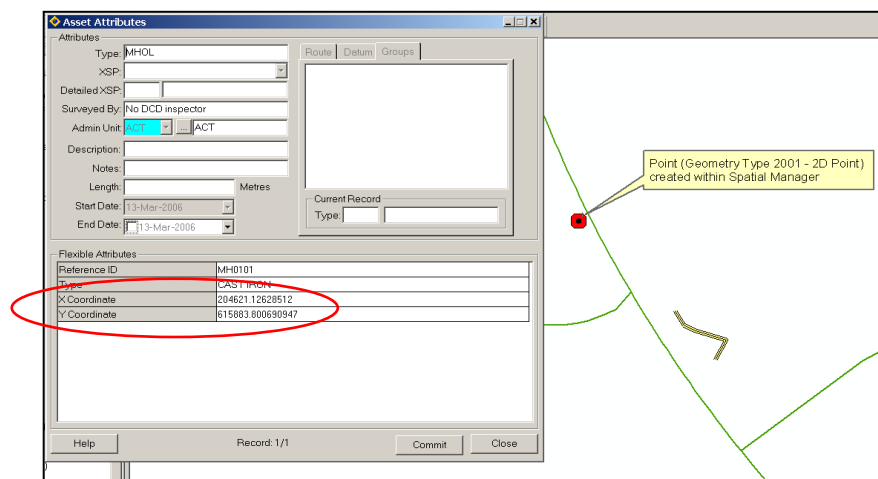 Asset Attributes
Attributes
Type: MHOL
XSP:
Detailed XSP:
Surveyed By: No DCD inspector
Admin Unit ACT ... ACT
Description:
Notes:
Length: Metres
Start Date: 13-Mar-2006
End Date: 13-Mar-2006
Route Datum Groups
Current Record
Type:
Flexible Attributes
Reference ID MH0101
Type CAST IRON
X Coordinate 204621.12628512
Y Coordinate 615883.800690947
Help Record: 1/1 Commit Close
Point (Geometry Type 2001 - 2D Point)
created within Spatial Manager